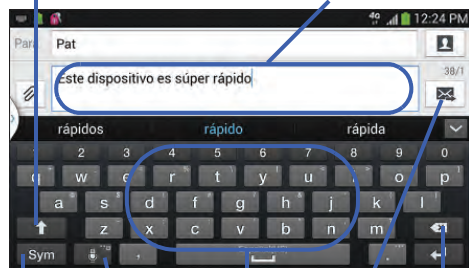 4G 12:24 PM
Para Pat
38/1
Este dispositivo es súper rápido
rápidos rápido rápida
1 2 3 4 5 6 7 8 9 0
q w e r t y u i o p
a s d f g h j k l
z x c v b n m
Sym , .